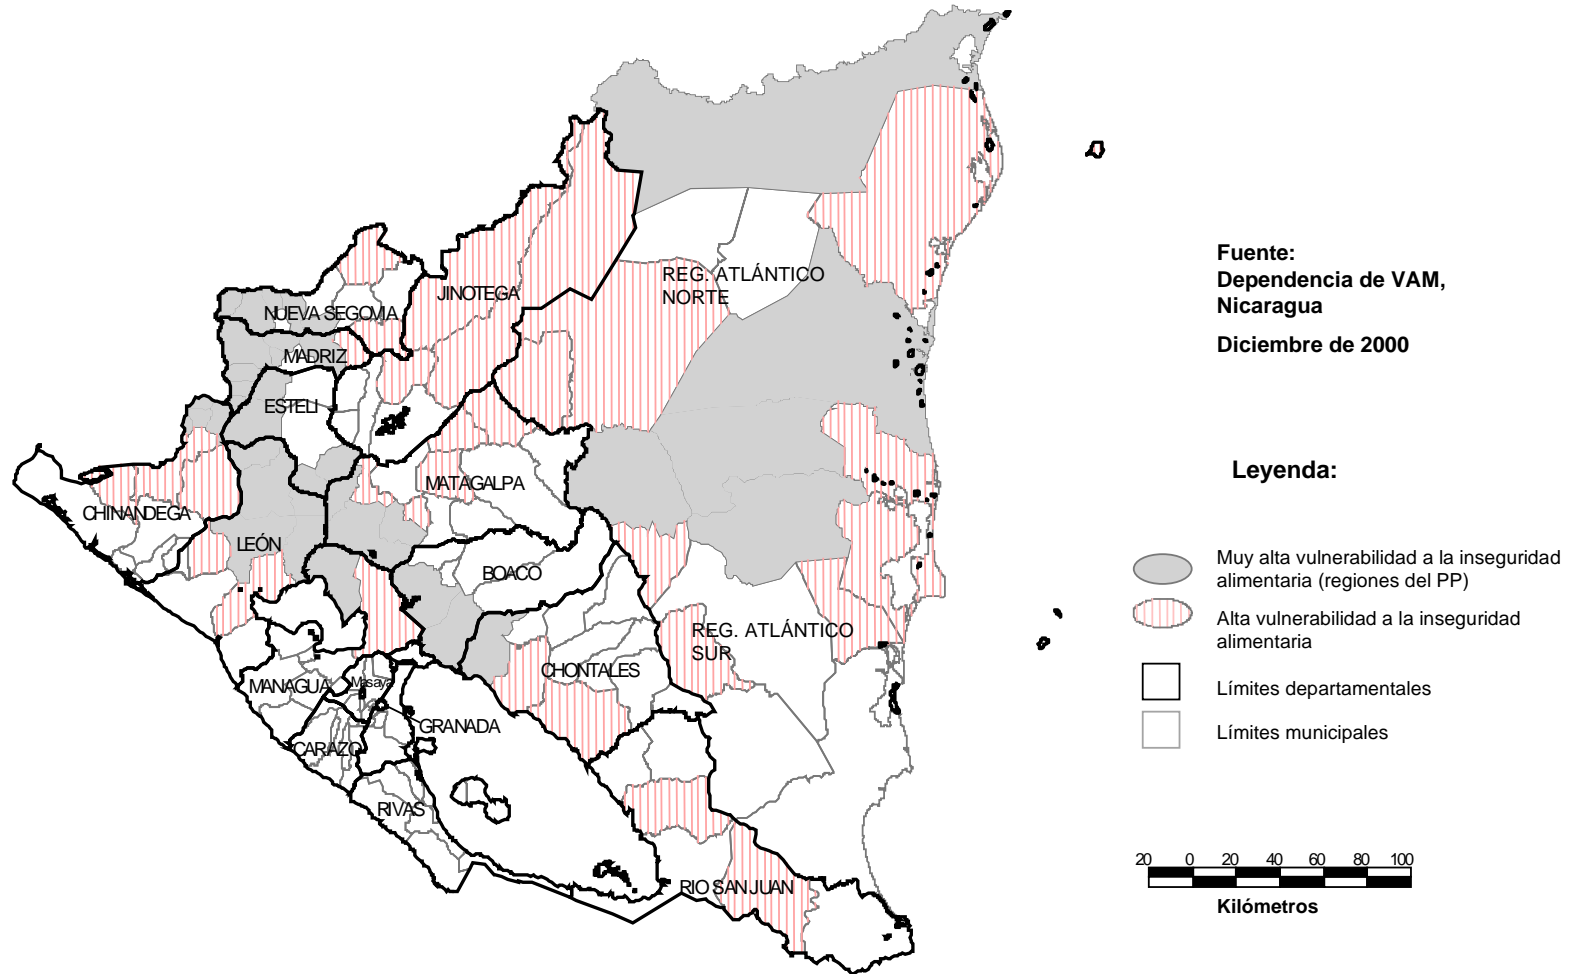 REG. ATLÁNTICO
NORTE
JINOTEGA
NUEVA SEGOVIA
MADRIZ
ESTELI
MATAGALPA
CHINANDEGA
LEÓN
BOACO
REG. ATLÁNTICO
SUR
CHONTALES
MANAGUA
Masaya
GRANADA
CARAZO
RIVAS
RIO SAN JUAN
Fuente:
Dependencia de VAM,
Nicaragua
Diciembre de 2000
Leyenda:
Muy alta vulnerabilidad a la inseguridad
alimentaria (regiones del PP)
Alta vulnerabilidad a la inseguridad
alimentaria
Límites departamentales
Límites municipales
20 0 20 40 60 80 100
Kilómetros